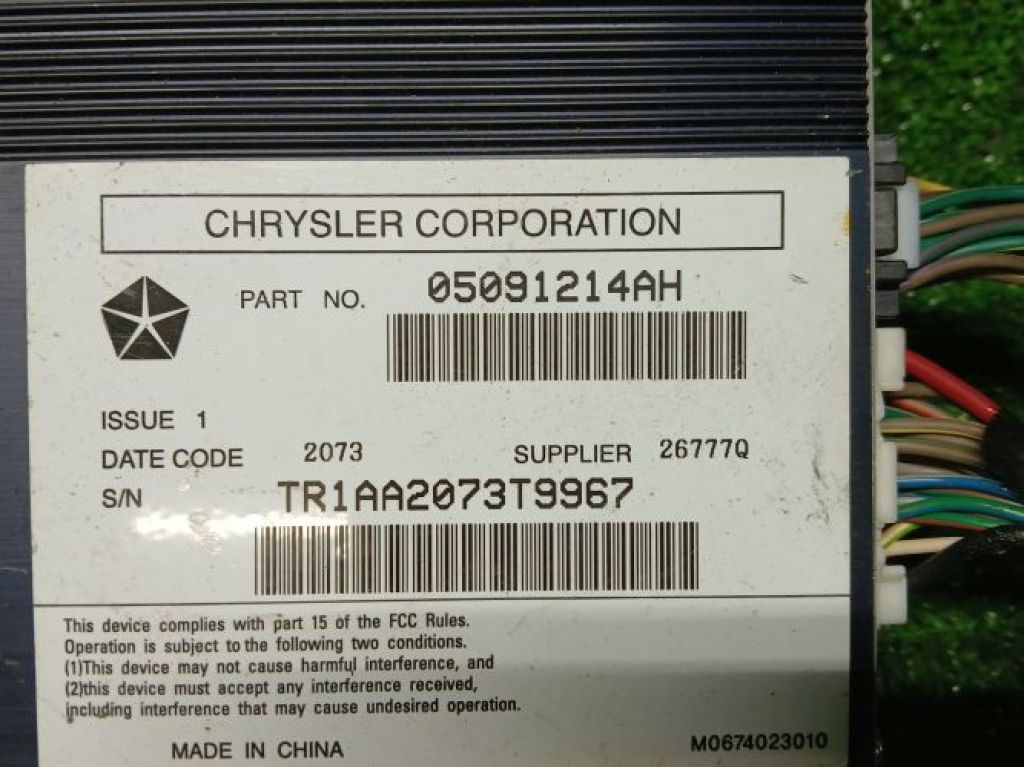 CHRYSLER CORPORATION
PART NO. 05091214AH
ISSUE 1
DATE CODE 2073 SUPPLIER 26777Q
S/N TR1AA2073T9967
This device complies with part 15 of the FCC Rules.
Operation is subject to the following two conditions.
(1)This device may not cause harmful interference, and
(2)this device must accept any interference received,
including interference that may cause undesired operation.
MADE IN CHINA M0674023010